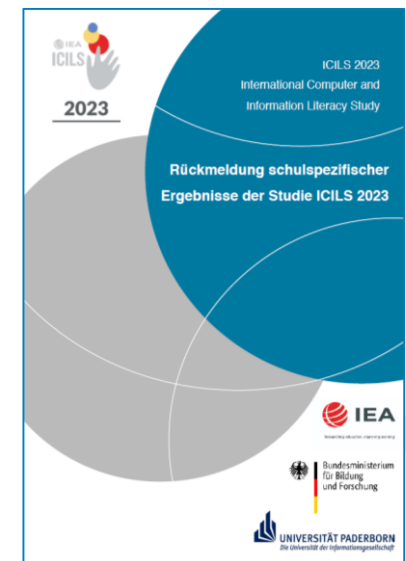 IEA
ICILS
2023
ICILS 2023
International Computer and
Information Literacy Study
Rückmeldung schulspezifischer
Ergebnisse der Studie ICILS 2023
IEA
Bundesministerium
für Bildung
und Forschung
UNIVERSITÄT PADERBORN
Die Universität der Informationsgesellschaft